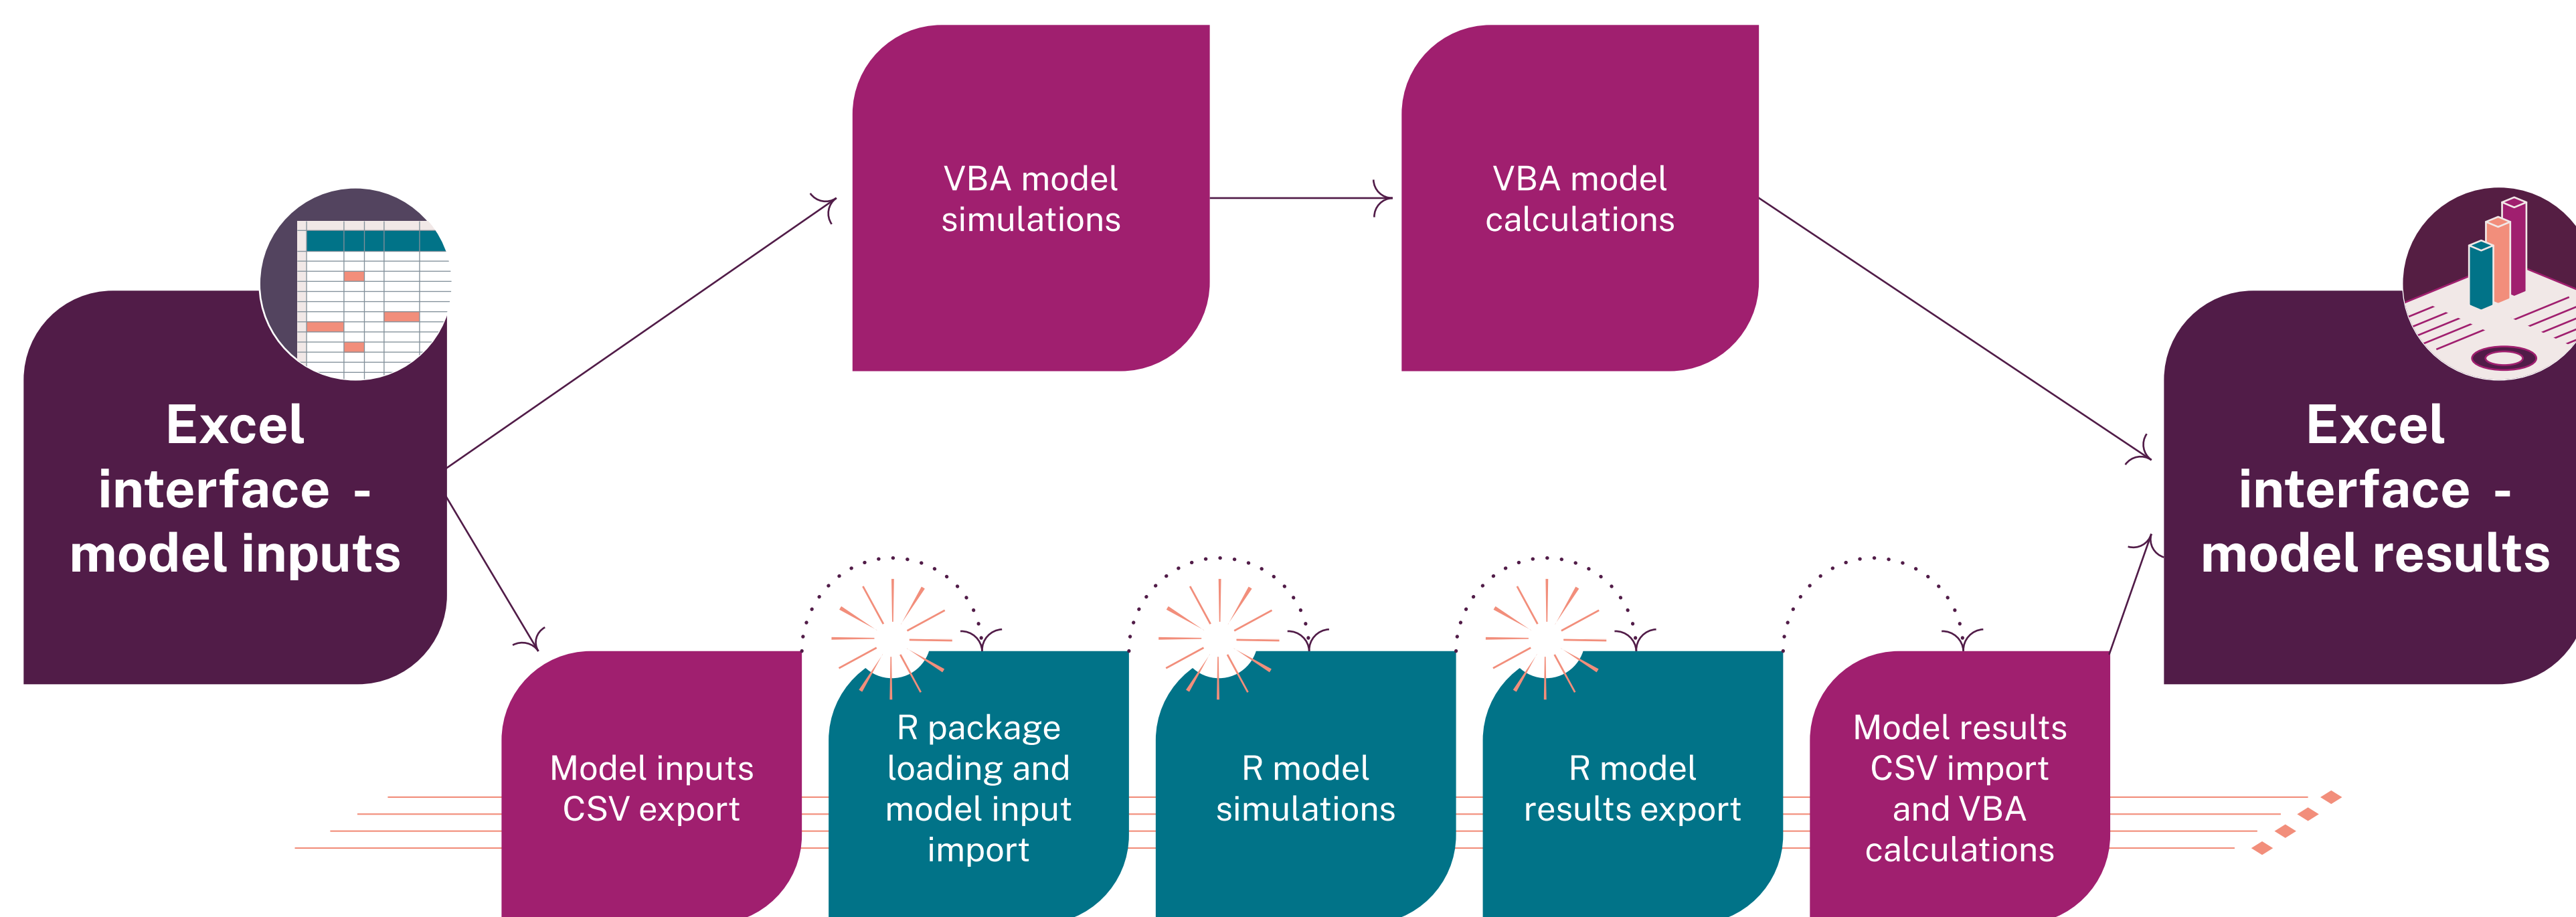 VBA model
simulations
VBA model
calculations
Excel
interface -
model inputs
Excel
interface -
model results
Model inputs
CSV export
R package
loading and
model input
import
R model
simulations
R model
results export
Model results
CSV import
and VBA
calculations